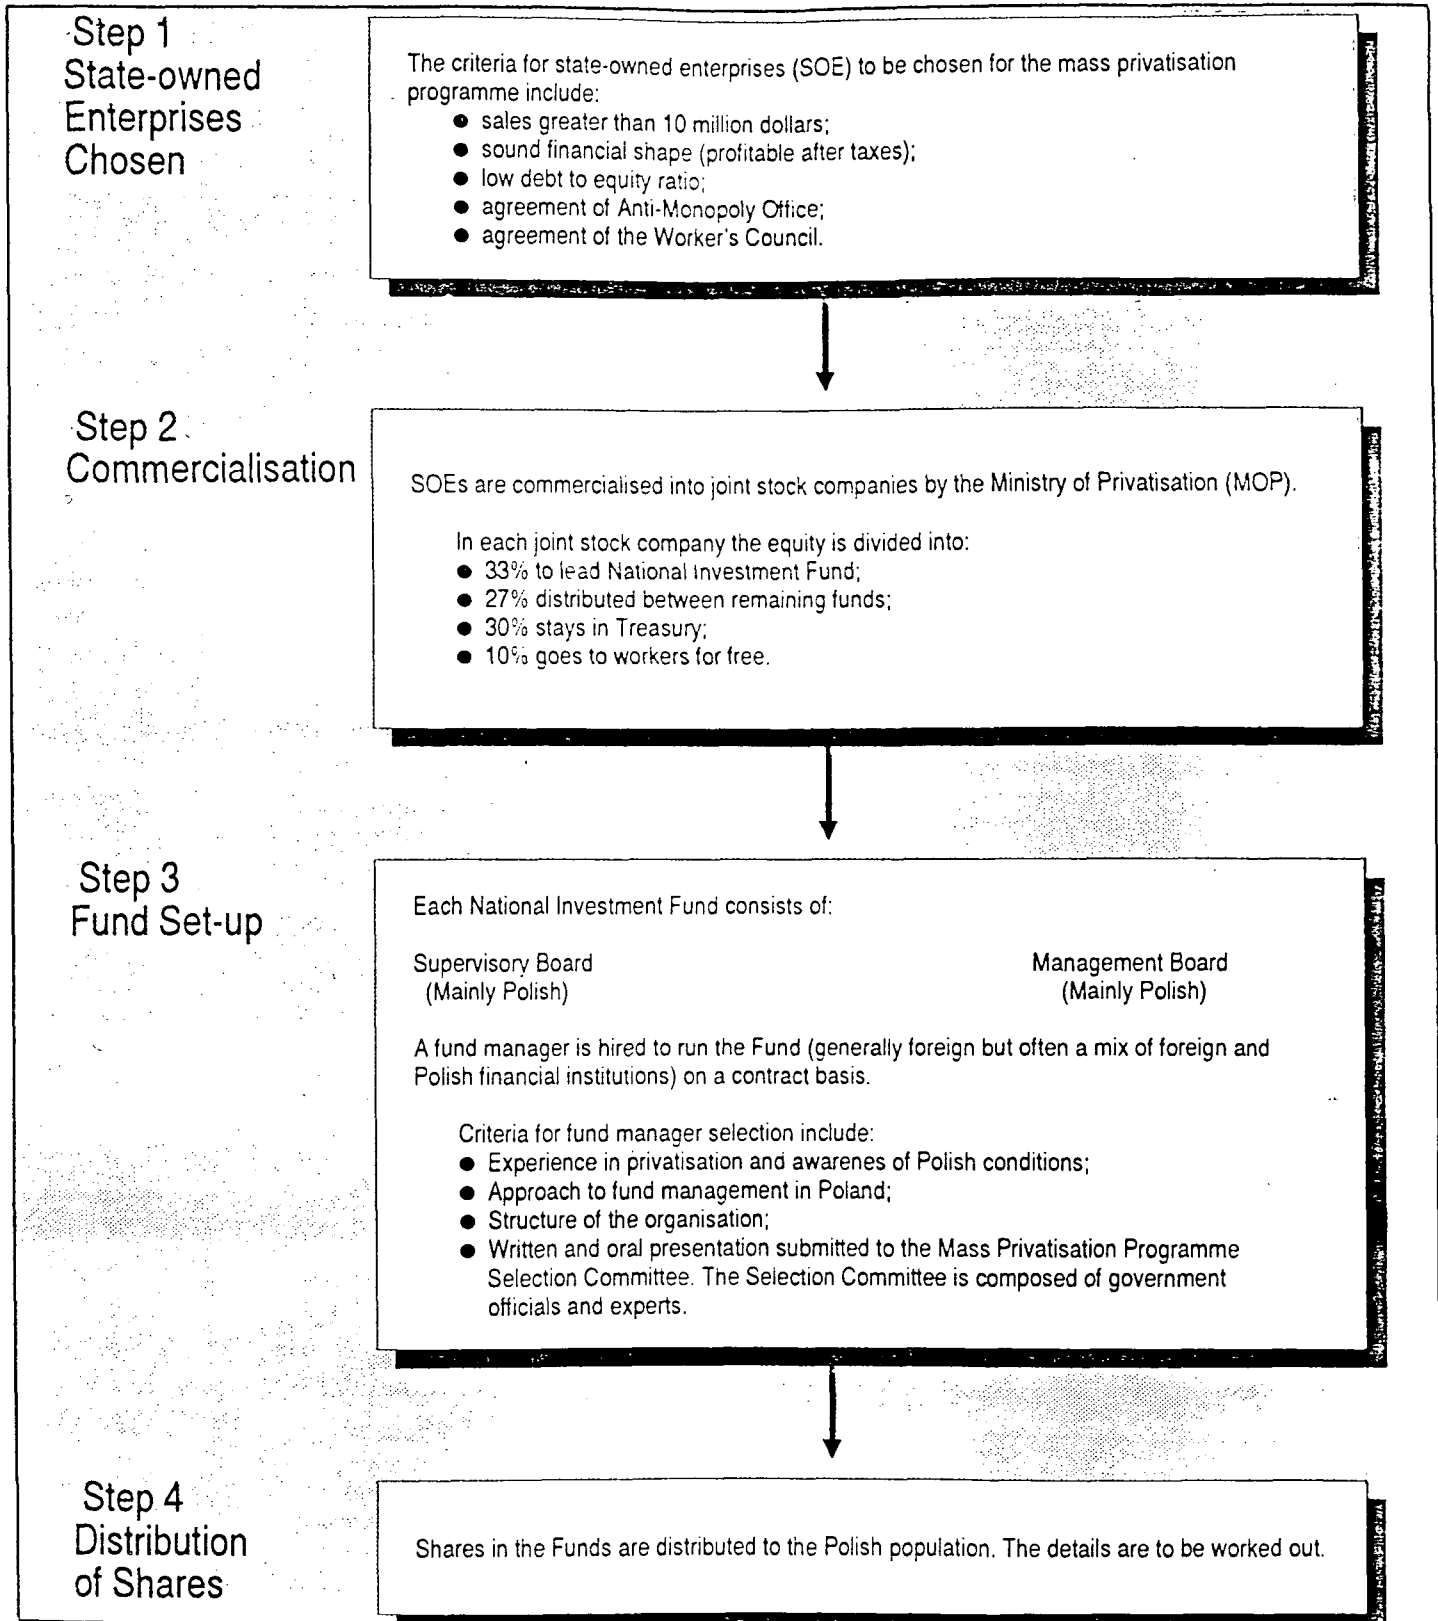 Step 1
State-owned
Enterprises
Chosen
The criteria for state-owned enterprises (SOE) to be chosen for the mass privatisation
programme include:
● sales greater than 10 million dollars;
● sound financial shape (profitable after taxes);
● low debt to equity ratio;
● agreement of Anti-Monopoly Office;
● agreement of the Worker's Council.
Step 2
Commercialisation
SOEs are commercialised into joint stock companies by the Ministry of Privatisation (MOP).
In each joint stock company the equity is divided into:
● 33% to lead National Investment Fund;
● 27% distributed between remaining funds;
● 30% stays in Treasury;
● 10% goes to workers for free.
Step 3
Fund Set-up
Each National Investment Fund consists of:
Supervisory Board
(Mainly Polish)
Management Board
(Mainly Polish)
A fund manager is hired to run the Fund (generally foreign but often a mix of foreign and
Polish financial institutions) on a contract basis.
Criteria for fund manager selection include:
● Experience in privatisation and awarenes of Polish conditions;
● Approach to fund management in Poland;
● Structure of the organisation;
● Written and oral presentation submitted to the Mass Privatisation Programme
Selection Committee. The Selection Committee is composed of government
officials and experts.
Step 4
Distribution
of Shares
Shares in the Funds are distributed to the Polish population. The details are to be worked out.